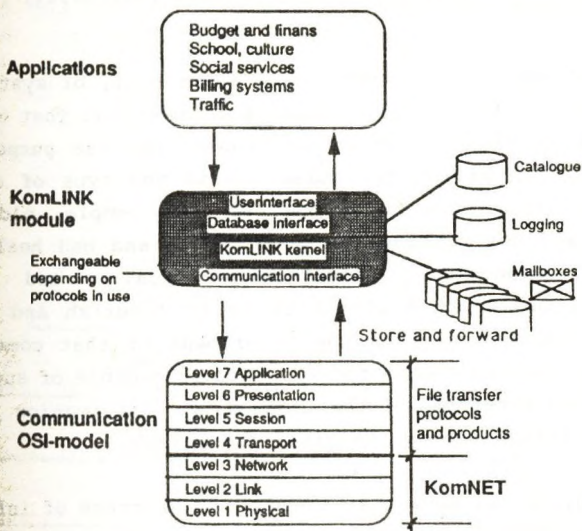 Applications
Budget and finans
School, culture
Social services
Billing systems
Traffic
KomLINK
module
Userinterface
Database interface
KomLINK kernel
Communication interface
Exchangeable
depending on
protocols in use
Catalogue
Logging
Mailboxes
Store and forward
Communication
OSI-model
Level 7 Application
Level 6 Presentation
Level 5 Session
Level 4 Transport
Level 3 Network
Level 2 Link
Level 1 Physical
File transfer
protocols
and products
KomNET